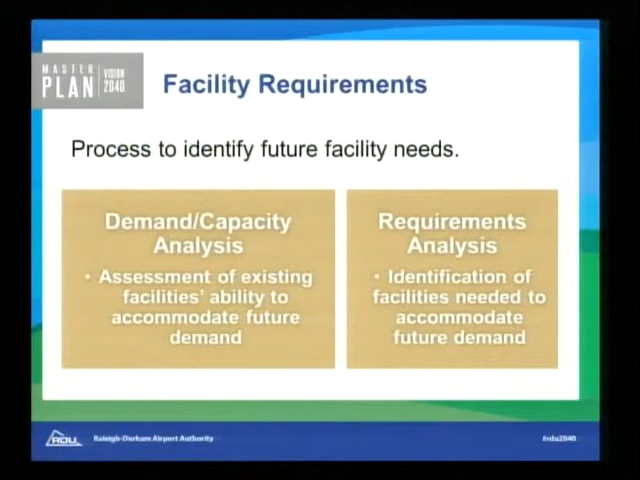 MASTER
PLAN
VISION
2040
Facility Requirements
Process to identify future facility needs.
Demand/Capacity
Analysis
• Assessment of existing
facilities' ability to
accommodate future
demand
Requirements
Analysis
• Identification of
facilities needed to
accommodate
future demand
RDU
Raleigh-Durham Airport Authority
#rdu2040